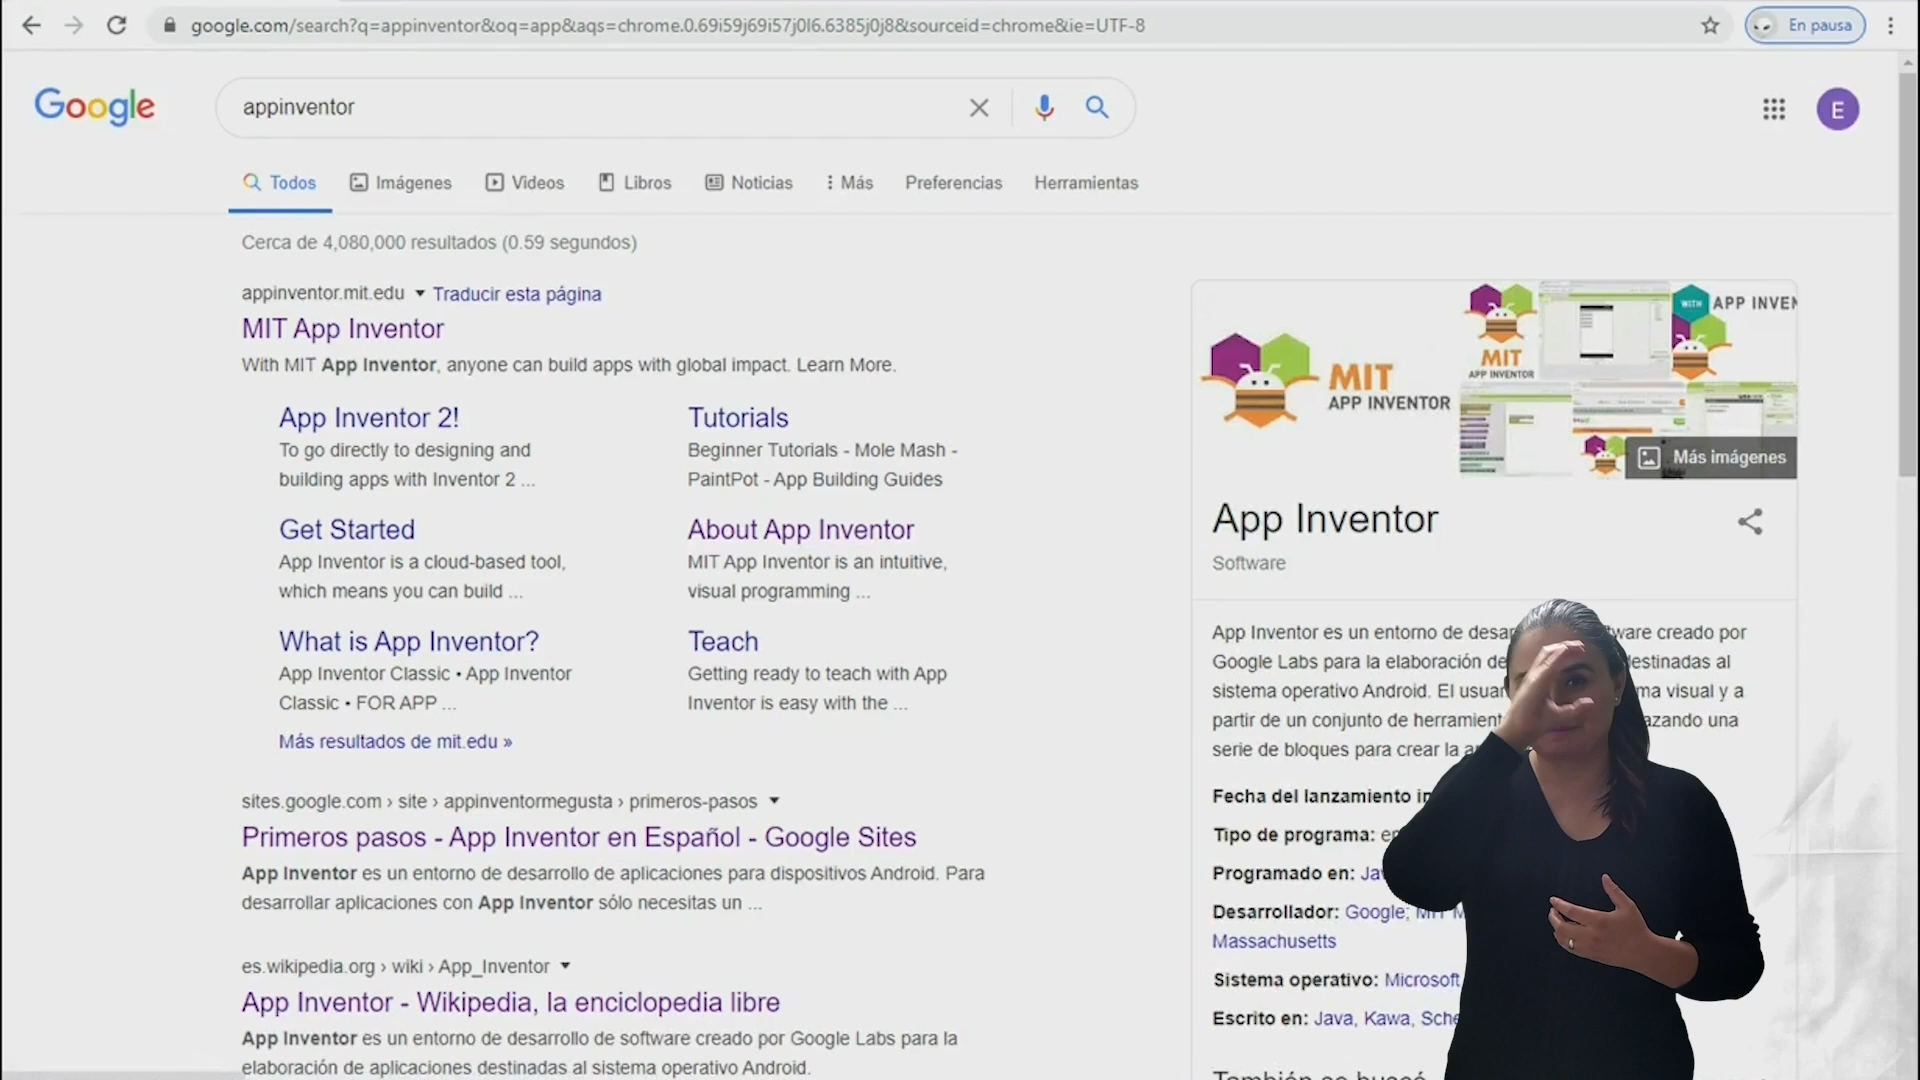 google.com/search?q=appinventor&oq=app&aqs=chrome.0.69i59j69i57j0l6.6385j0j8&sourceid=chrome&ie=UTF-8
En pausa
Google
appinventor
E
Todos
Imágenes
Videos
Libros
Noticias
Más
Preferencias
Herramientas
Cerca de 4,080,000 resultados (0.59 segundos)
appinventor.mit.edu Traducir esta página
MIT App Inventor
With MIT App Inventor, anyone can build apps with global impact. Learn More.
App Inventor 2!
To go directly to designing and
building apps with Inventor 2 ...
Tutorials
Beginner Tutorials - Mole Mash -
PaintPot - App Building Guides
Get Started
App Inventor is a cloud-based tool,
which means you can build ...
About App Inventor
MIT App Inventor is an intuitive,
visual programming ...
What is App Inventor?
App Inventor Classic • App Inventor
Classic • FOR APP ...
Teach
Getting ready to teach with App
Inventor is easy with the ...
Más resultados de mit.edu »
sites.google.com › site › appinventormegusta › primeros-pasos
Primeros pasos - App Inventor en Español - Google Sites
App Inventor es un entorno de desarrollo de aplicaciones para dispositivos Android. Para
desarrollar aplicaciones con App Inventor sólo necesitas un ...
es.wikipedia.org › wiki › App_Inventor
App Inventor - Wikipedia, la enciclopedia libre
App Inventor es un entorno de desarrollo de software creado por Google Labs para la
elaboración de aplicaciones destinadas al sistema operativo Android.
MIT
APP INVENTOR
MIT
APP INVENTOR
WITH APP INVEN
Más imágenes
App Inventor
Software
App Inventor es un entorno de creado por
Google Labs para la elaboración de destinadas al
sistema operativo Android. El visual y a
partir de un conjunto de una
serie de bloques para crear la
Fecha del lanzamiento
Tipo de programa:
Programado en:
Desarrollador: Google; MIT
Massachusetts
Sistema operativo: Microsoft
Escrito en: Java, Kawa,
También se buscó